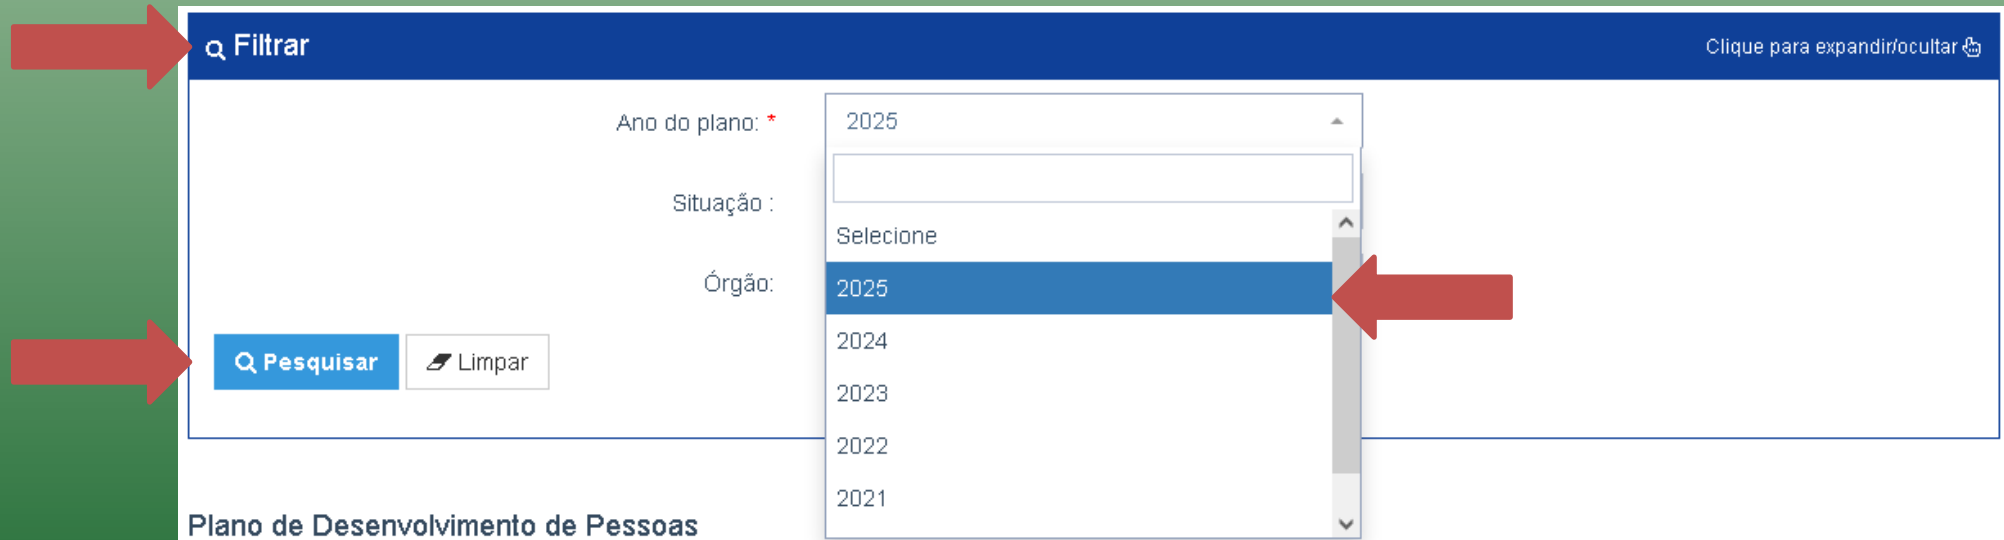 Filtrar
Clique para expandir/ocultar
Ano do plano: *
2025
Situação :
Selecione
Órgão:
2025
2024
Pesquisar
Limpar
2023
2022
2021
Plano de Desenvolvimento de Pessoas